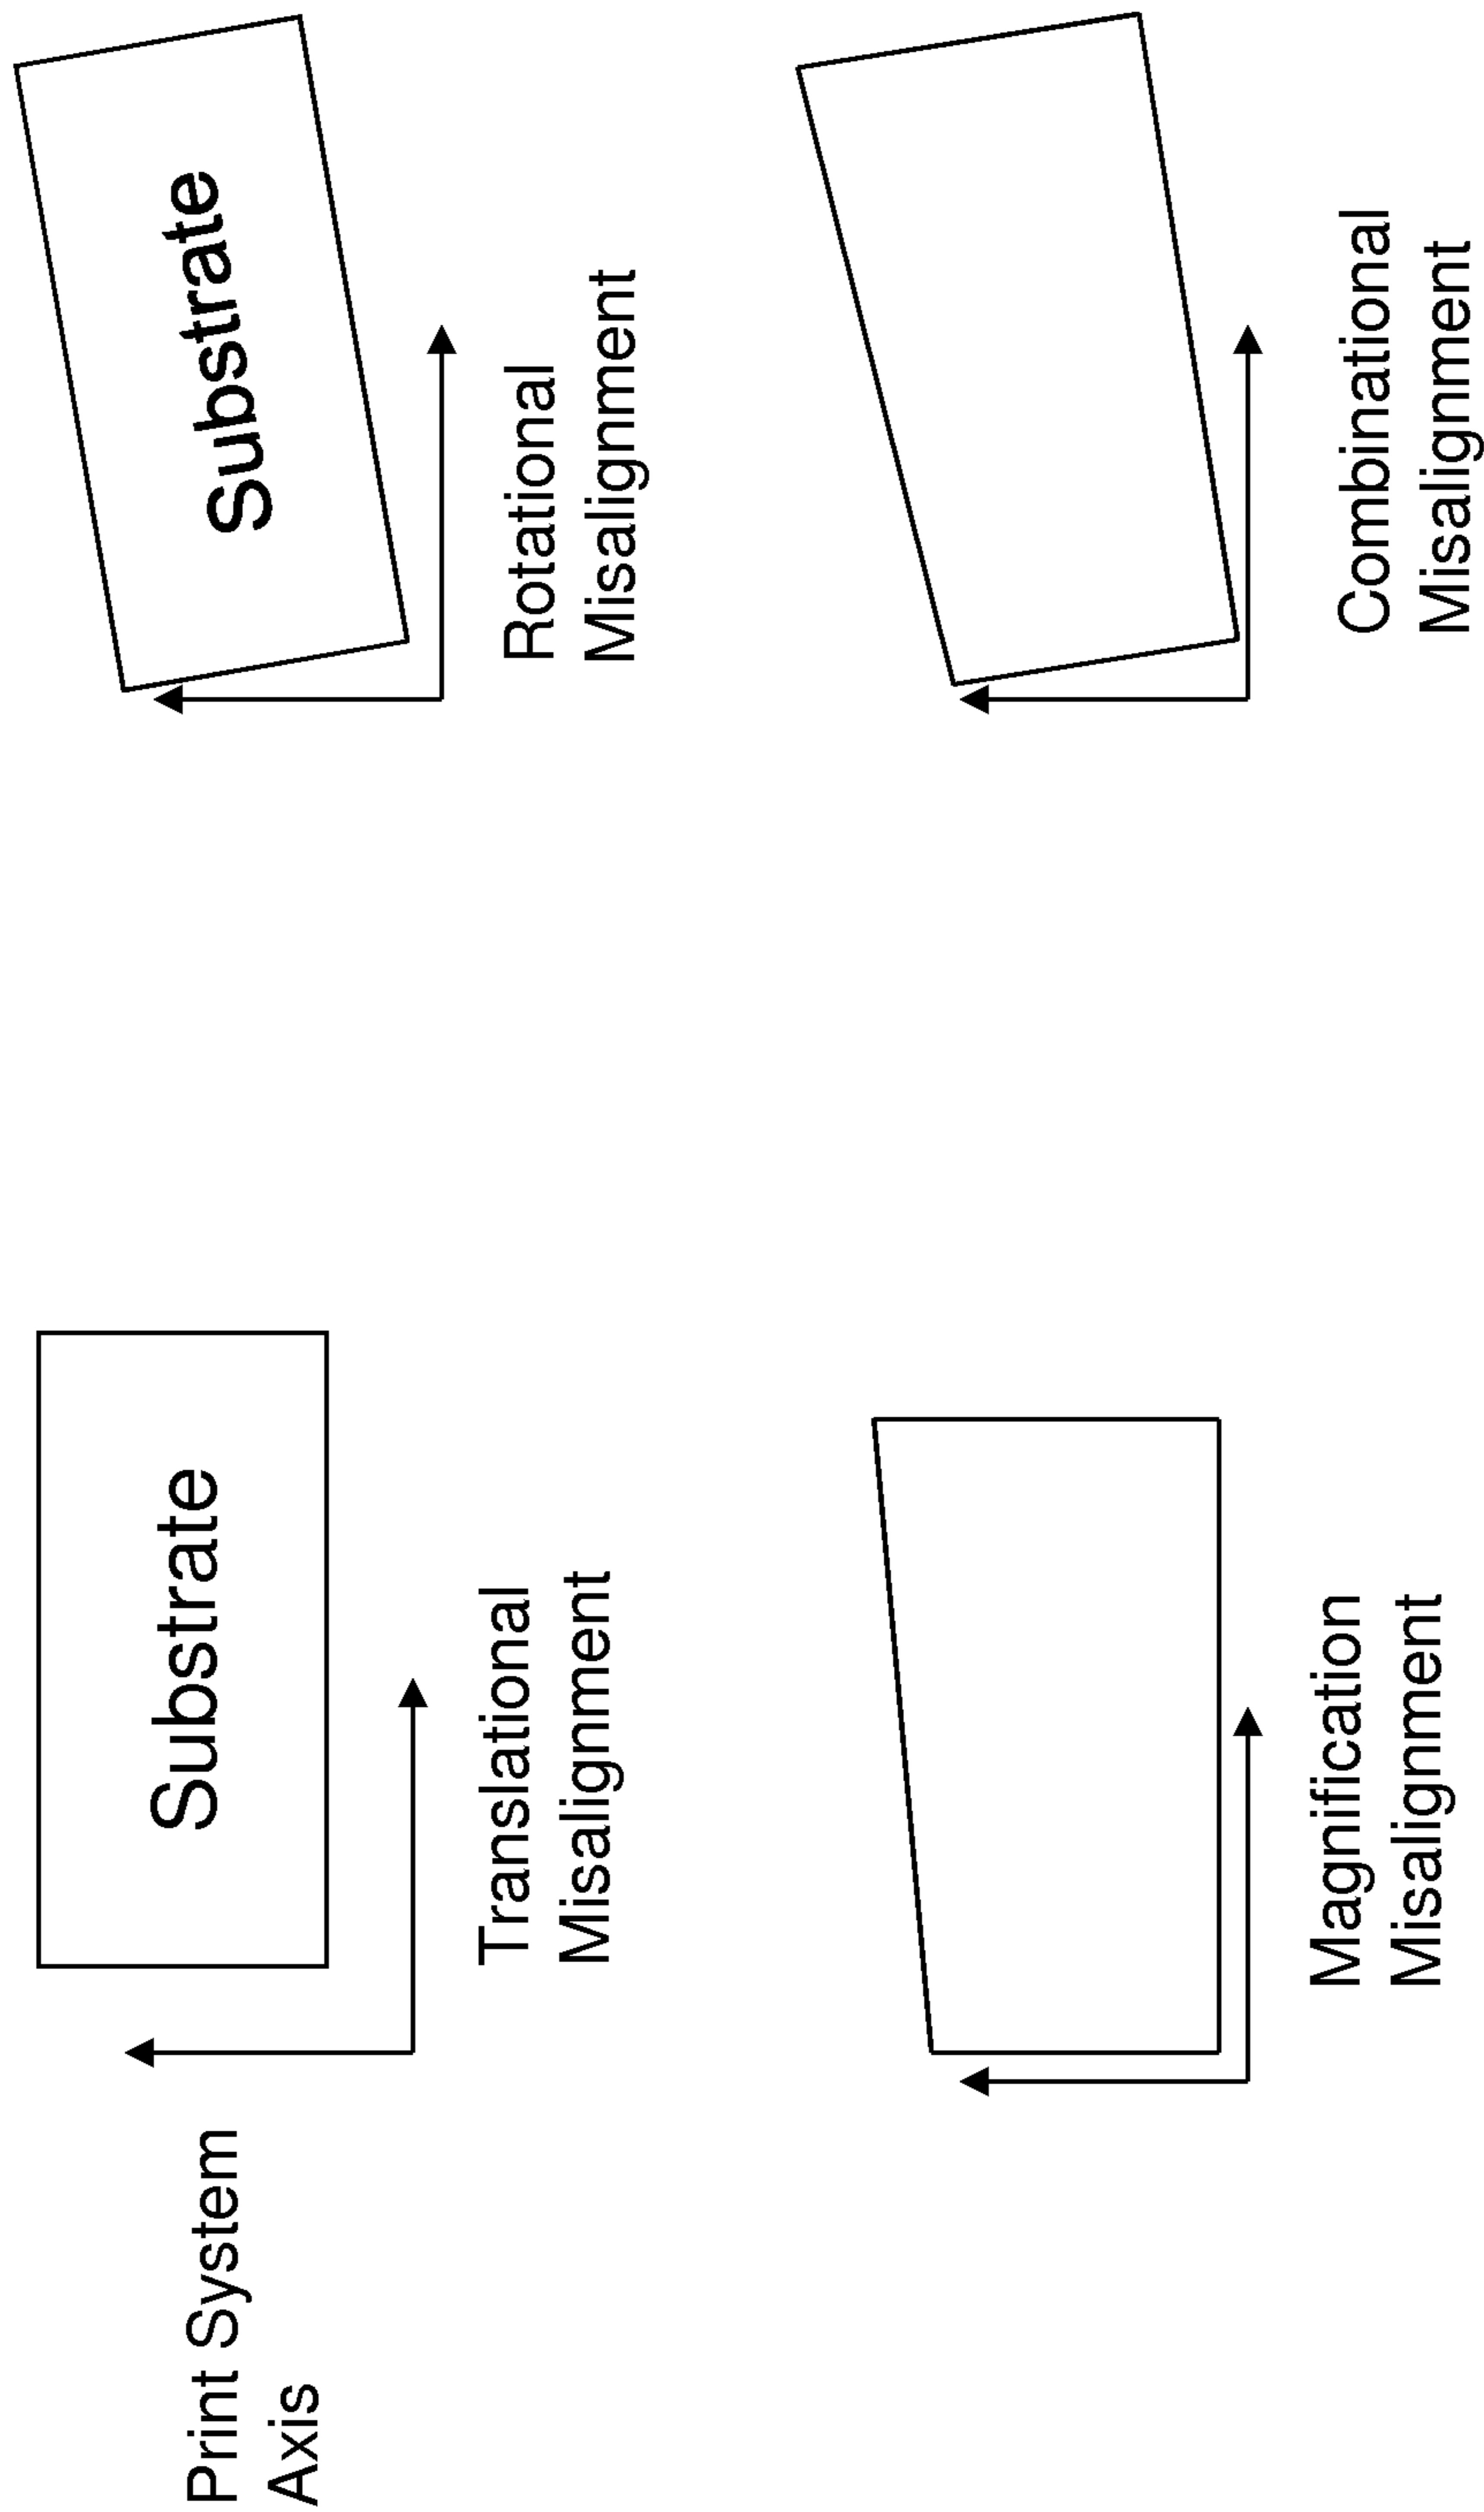 Print System
Axis
Substrate
Translational
Misalignment
Substrate
Rotational
Misalignment
Magnification
Misalignment
Combinational
Misalignment